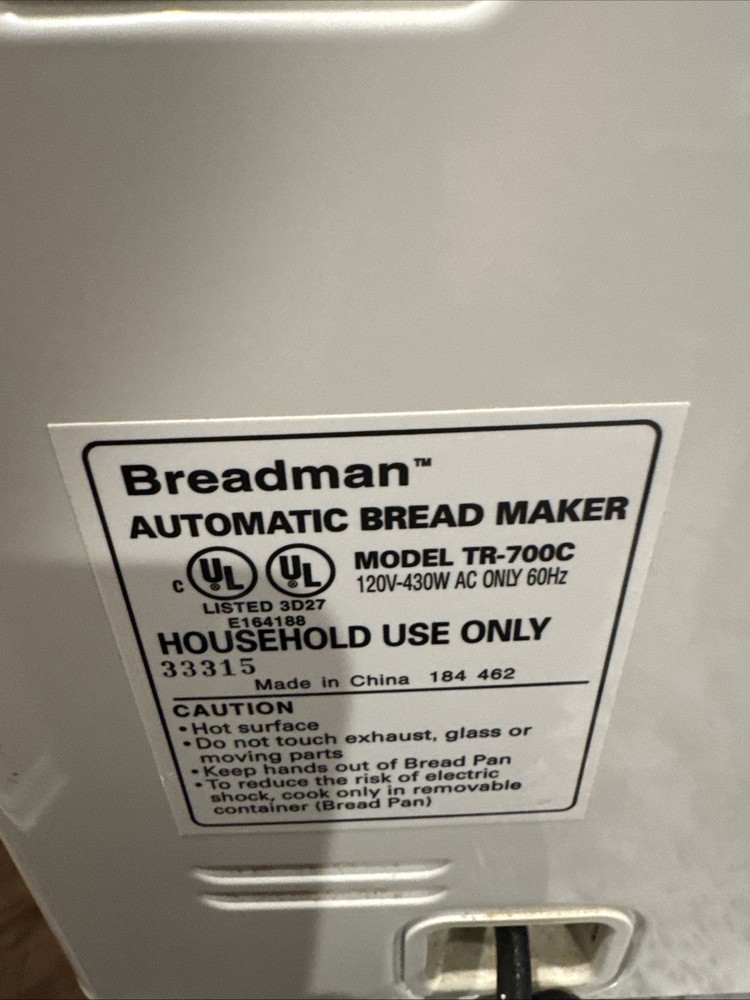 Breadman™
AUTOMATIC BREAD MAKER
C UL UL MODEL TR-700C
120V-430W AC ONLY 60Hz
LISTED 3D27
E164188
HOUSEHOLD USE ONLY
33315
Made in China 184 462
CAUTION
• Hot surface
• Do not touch exhaust, glass or
moving parts
• Keep hands out of Bread Pan
• To reduce the risk of electric
shock, cook only in removable
container (Bread Pan)